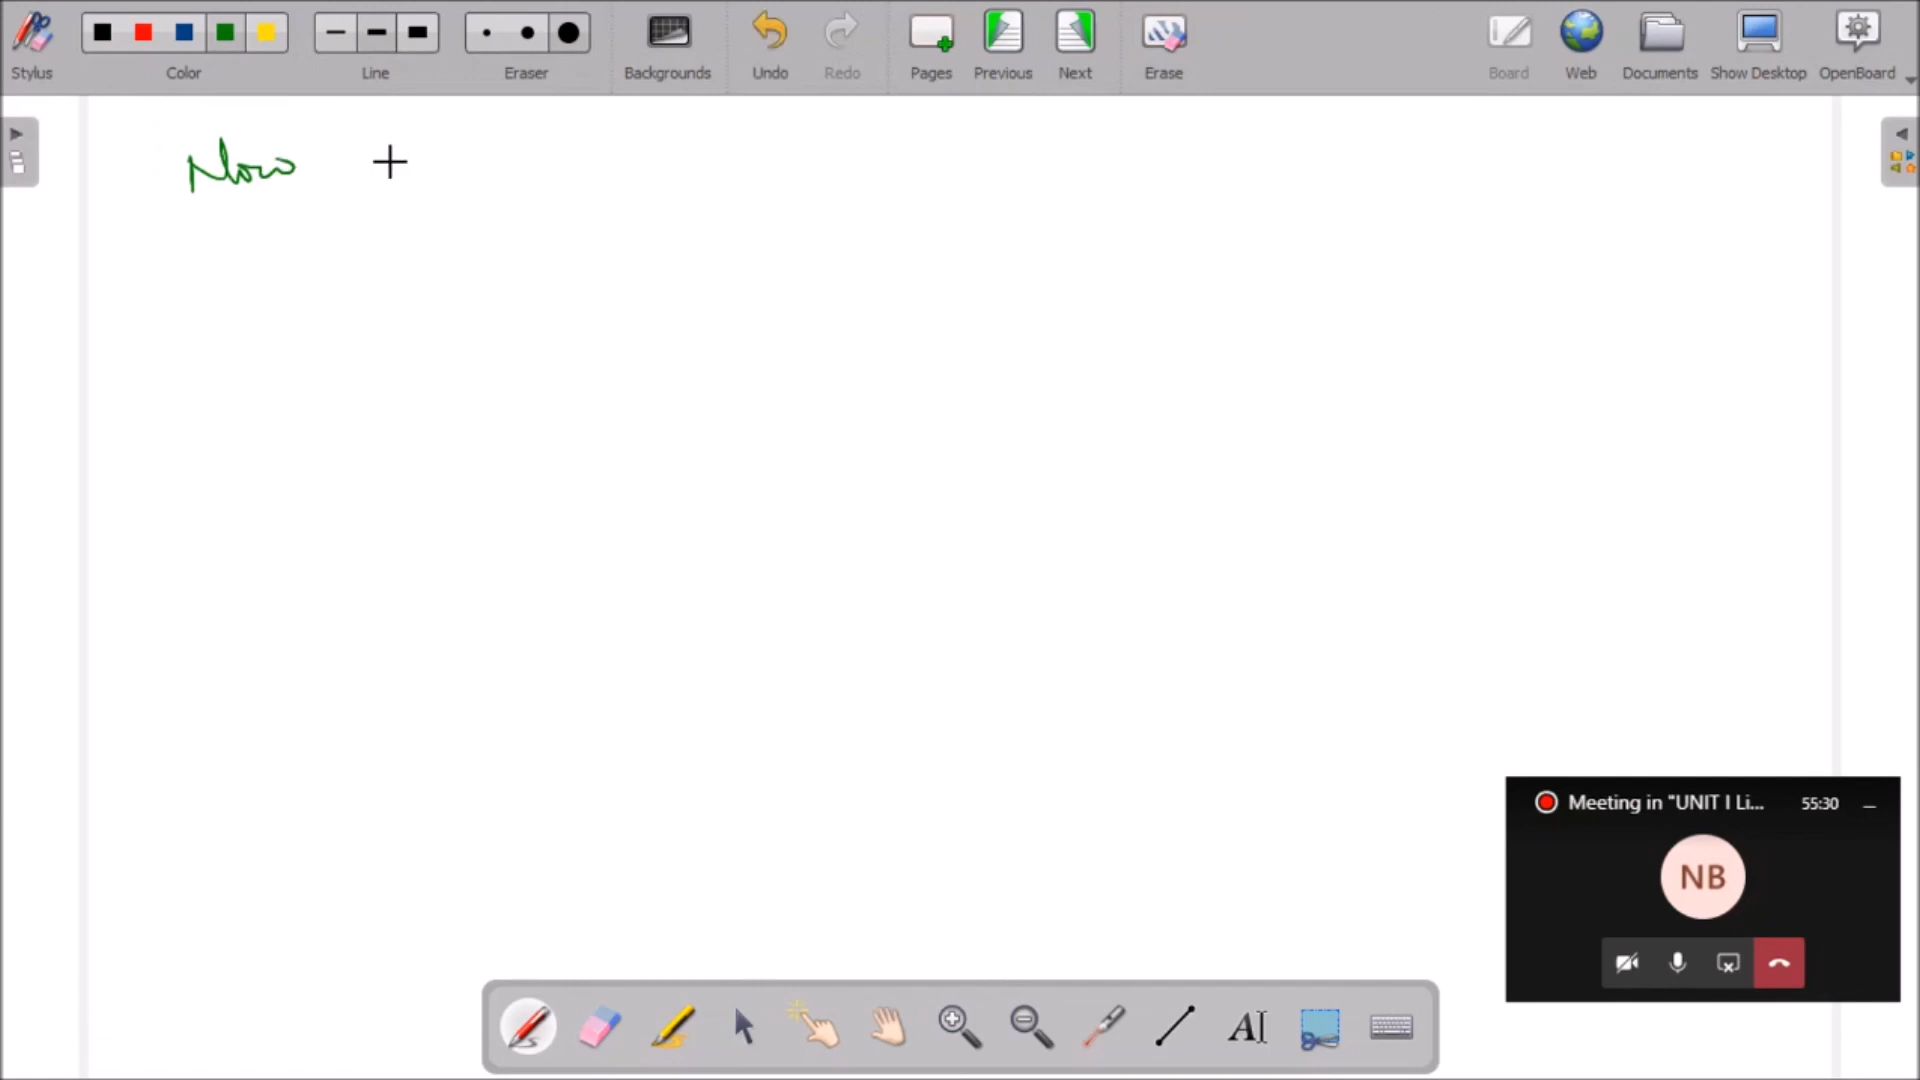 Stylus Color Line Eraser Backgrounds Undo Redo Pages Previous Next Erase Board Web Documents Show Desktop OpenBoard
Now
Meeting in "UNIT I Li... 55:30
NB
AI